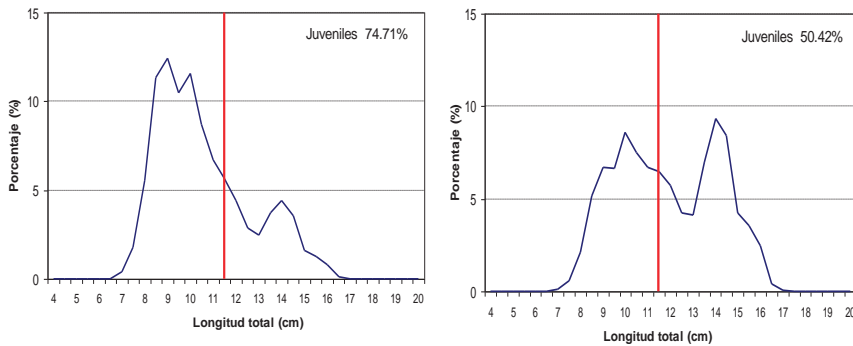 15
Juveniles 74.71%
10
5
0
Porcentaje (%)
4 5 6 7 8 9 10 11 12 13 14 15 16 17 18 19 20
Longitud total (cm)
15
Juveniles 50.42%
10
5
0
Porcentaje (%)
4 5 6 7 8 9 10 11 12 13 14 15 16 17 18 19 20
Longitud total (cm)